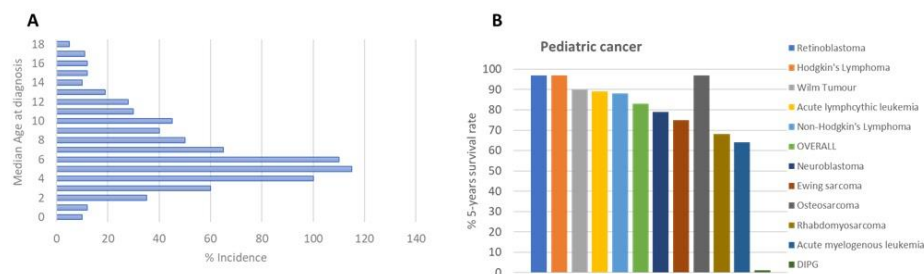 A
18
16
14
12
10
8
6
4
2
0
Median Age at diagnosis
0 20 40 60 80 100 120 140
% Incidence
B
Pediatric cancer
100
90
80
70
60
50
40
30
20
10
0
% 5-years survival rate
Retinoblastoma
Hodgkin's Lymphoma
Wilm Tumour
Acute lymphcytic leukemia
Non-Hodgkin's Lymphoma
OVERALL
Neuroblastoma
Ewing sarcoma
Osteosarcoma
Rhabdomyosarcoma
Acute myelogenous leukemia
DIPG